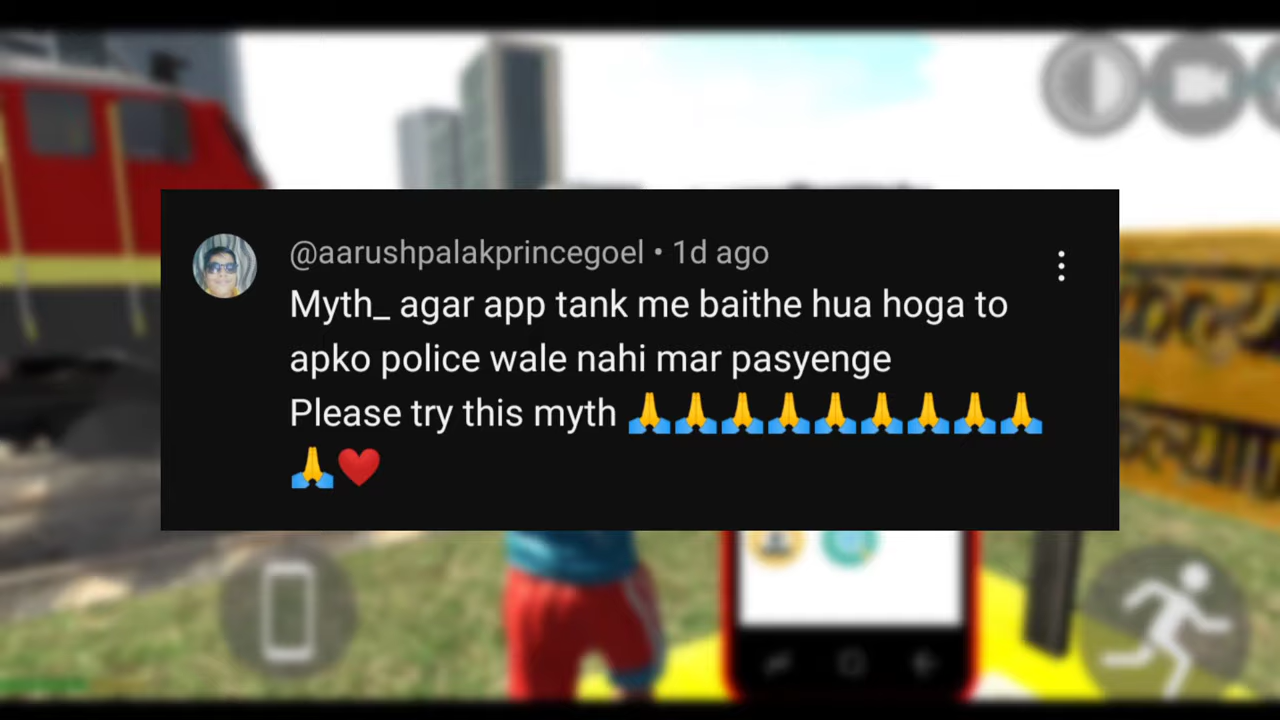 @aarushpalakprincegoel • 1d ago
Myth_ agar app tank me baithe hua hoga to
apko police wale nahi mar pasyenge
Please try this myth 🙏🙏🙏🙏🙏🙏🙏🙏🙏
🙏❤️